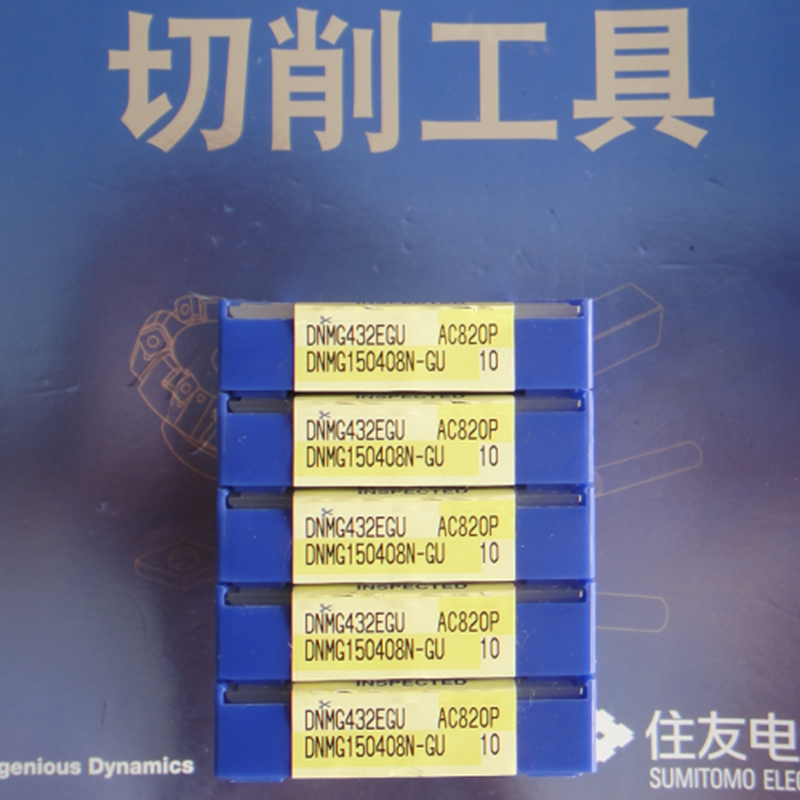 切削工具
INSPECTED
DNMG432EGU AC820P
DNMG150408N-GU 10
INSPECTED
DNMG432EGU AC820P
DNMG150408N-GU 10
INSPECTED
DNMG432EGU AC820P
DNMG150408N-GU 10
INSPECTED
DNMG432EGU AC820P
DNMG150408N-GU 10
INSPECTED
DNMG432EGU AC820P
DNMG150408N-GU 10
genious Dynamics
住友电
SUMITOMO ELEC